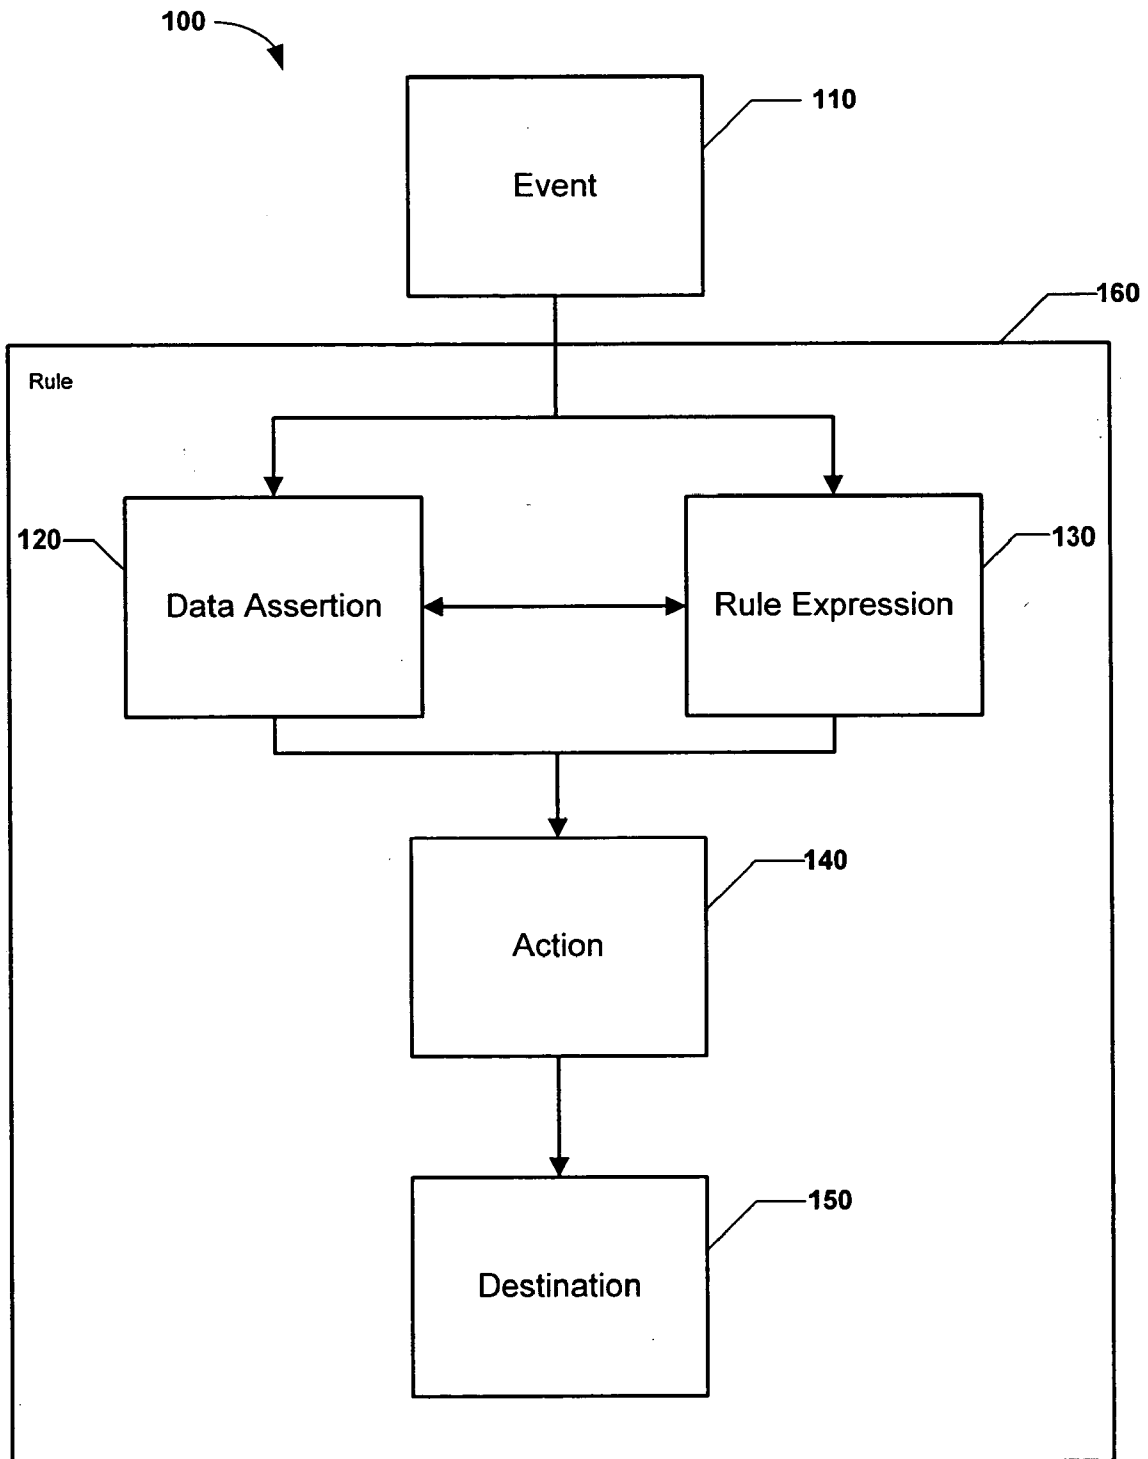 100
110
Event
160
Rule
120
130
Data Assertion
Rule Expression
140
Action
150
Destination